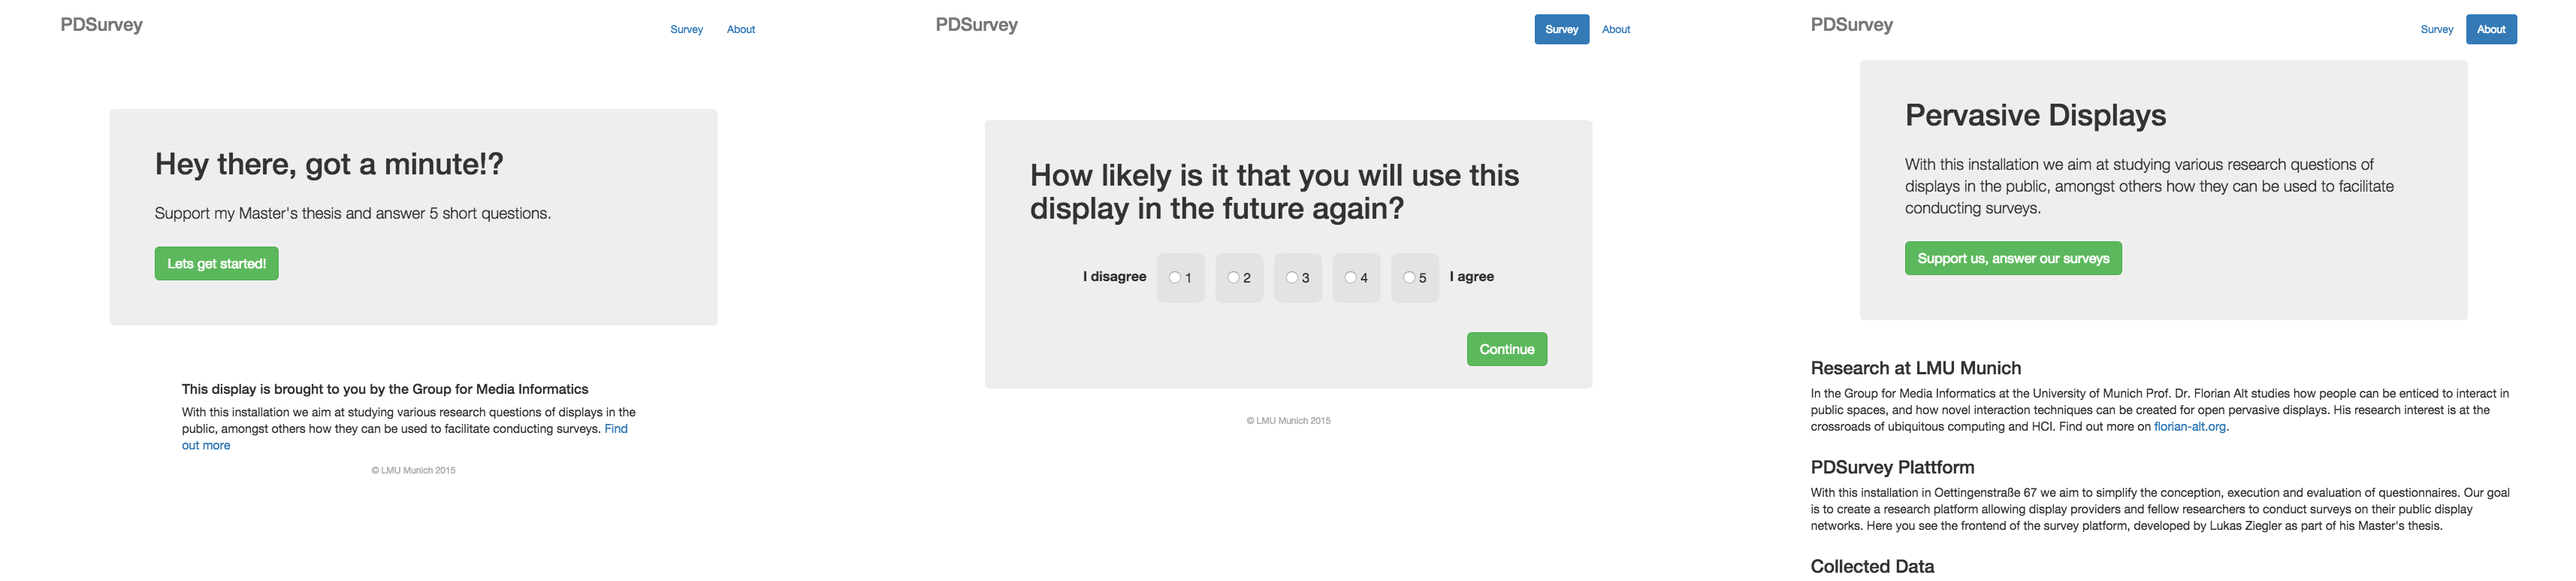 PDSurvey
Survey About
Hey there, got a minute!?
Support my Master's thesis and answer 5 short questions.
Lets get started!
This display is brought to you by the Group for Media Informatics
With this installation we aim at studying various research questions of displays in the
public, amongst others how they can be used to facilitate conducting surveys. Find
out more
© LMU Munich 2015
PDSurvey
Survey About
How likely is it that you will use this
display in the future again?
I disagree 1 2 3 4 5 I agree
Continue
© LMU Munich 2015
PDSurvey
Survey About
Pervasive Displays
With this installation we aim at studying various research questions of
displays in the public, amongst others how they can be used to facilitate
conducting surveys.
Support us, answer our surveys
Research at LMU Munich
In the Group for Media Informatics at the University of Munich Prof. Dr. Florian Alt studies how people can be enticed to interact in
public spaces, and how novel interaction techniques can be created for open pervasive displays. His research interest is at the
crossroads of ubiquitous computing and HCI. Find out more on florian-alt.org.
PDSurvey Plattform
With this installation in Oettingenstraße 67 we aim to simplify the conception, execution and evaluation of questionnaires. Our goal
is to create a research platform allowing display providers and fellow researchers to conduct surveys on their public display
networks. Here you see the frontend of the survey platform, developed by Lukas Ziegler as part of his Master's thesis.
Collected Data